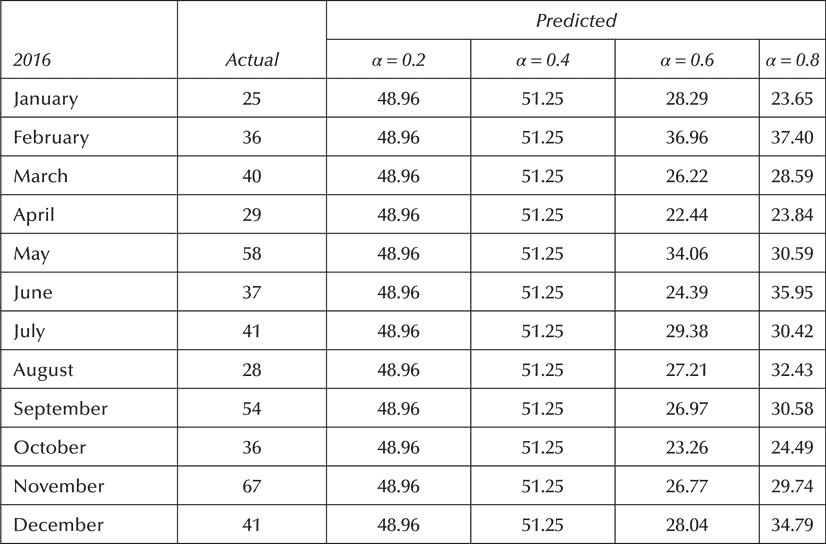 Predicted
2016 Actual α = 0.2 α = 0.4 α = 0.6 α = 0.8
January 25 48.96 51.25 28.29 23.65
February 36 48.96 51.25 36.96 37.40
March 40 48.96 51.25 26.22 28.59
April 29 48.96 51.25 22.44 23.84
May 58 48.96 51.25 34.06 30.59
June 37 48.96 51.25 24.39 35.95
July 41 48.96 51.25 29.38 30.42
August 28 48.96 51.25 27.21 32.43
September 54 48.96 51.25 26.97 30.58
October 36 48.96 51.25 23.26 24.49
November 67 48.96 51.25 26.77 29.74
December 41 48.96 51.25 28.04 34.79